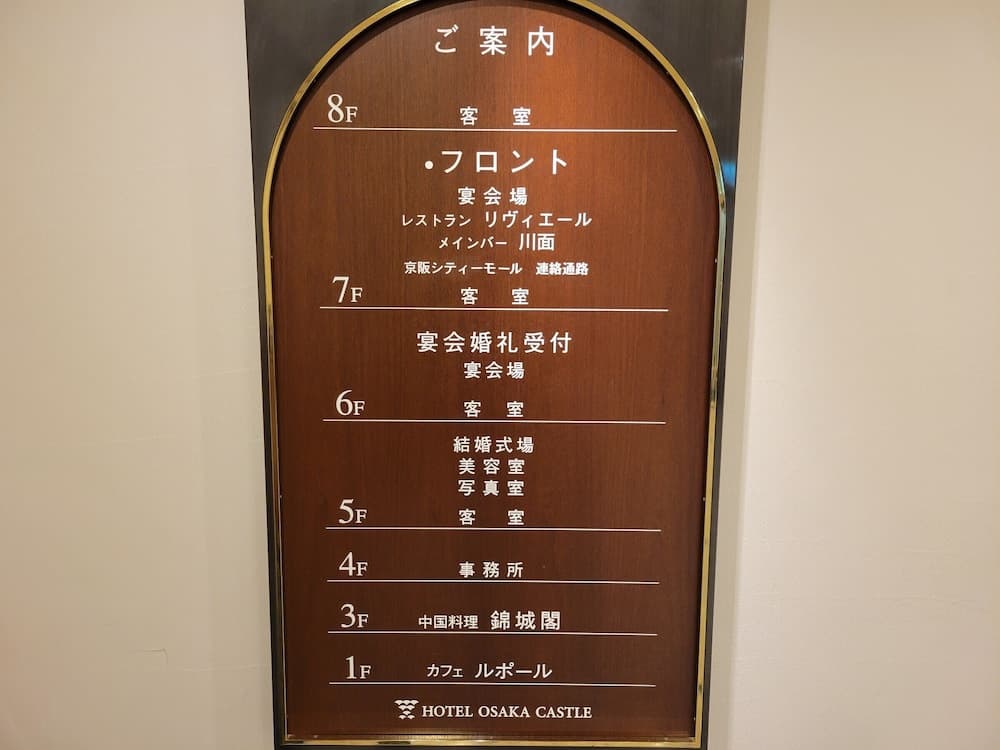 ご案内
8F 客室
・フロント
宴会場
レストラン リヴィエール
メインバー 川面
京阪シティーモール 連絡通路
7F 客室
宴会婚礼受付
宴会場
6F 客室
結婚式場
美容室
写真室
5F 客室
4F 事務所
3F 中国料理 錦城閣
1F カフェ ルポール
HOTEL OSAKA CASTLE